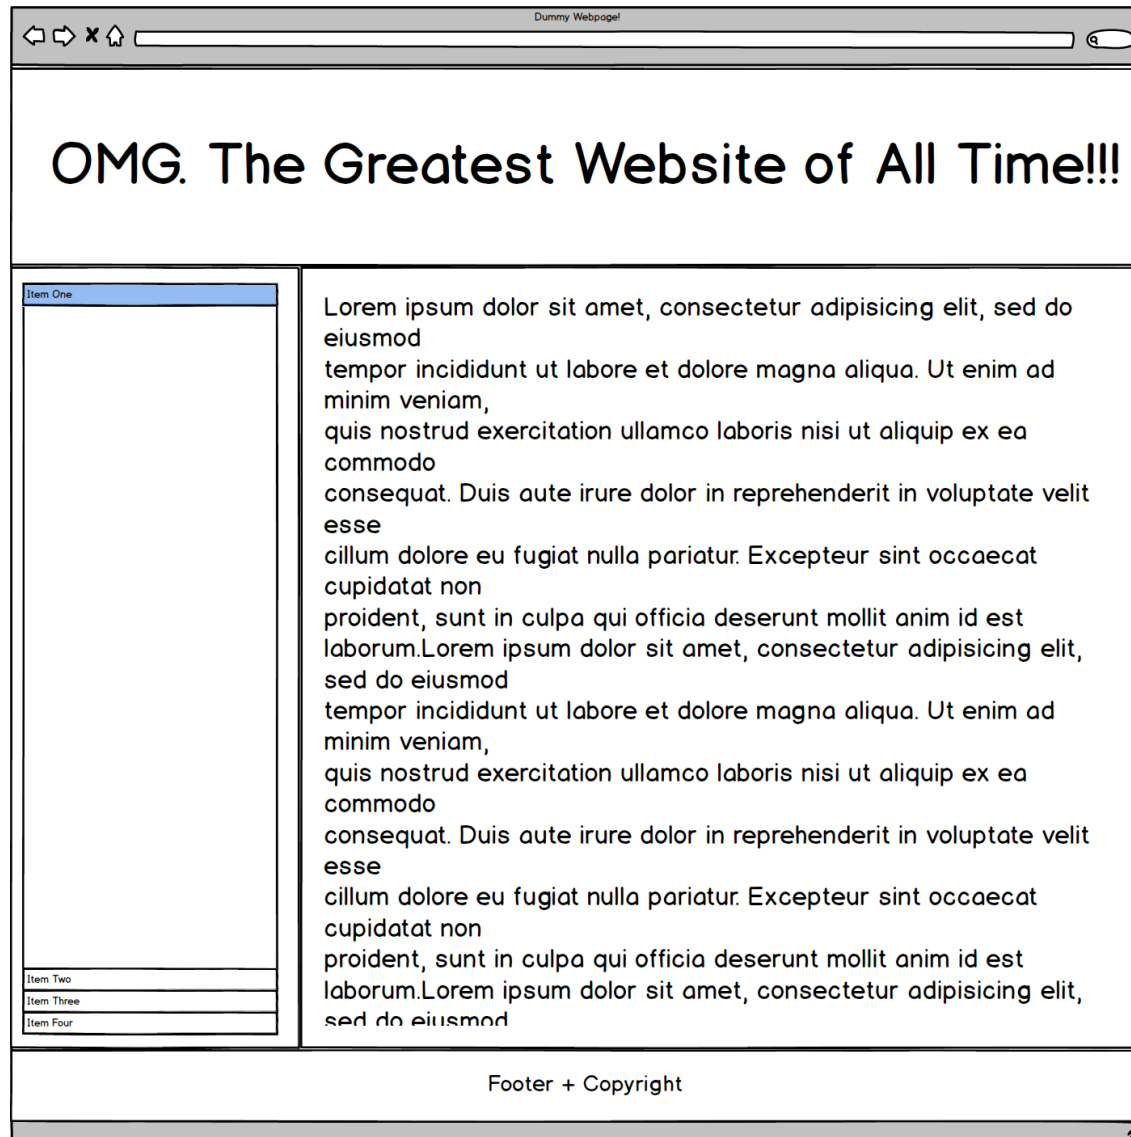 Dummy Webpage!
OMG. The Greatest Website of All Time!!!
Item One
Item Two
Item Three
Item Four
Lorem ipsum dolor sit amet, consectetur adipisicing elit, sed do
eiusmod
tempor incididunt ut labore et dolore magna aliqua. Ut enim ad
minim veniam,
quis nostrud exercitation ullamco laboris nisi ut aliquip ex ea
commodo
consequat. Duis aute irure dolor in reprehenderit in voluptate velit
esse
cillum dolore eu fugiat nulla pariatur. Excepteur sint occaecat
cupidatat non
proident, sunt in culpa qui officia deserunt mollit anim id est
laborum.Lorem ipsum dolor sit amet, consectetur adipisicing elit,
sed do eiusmod
tempor incididunt ut labore et dolore magna aliqua. Ut enim ad
minim veniam,
quis nostrud exercitation ullamco laboris nisi ut aliquip ex ea
commodo
consequat. Duis aute irure dolor in reprehenderit in voluptate velit
esse
cillum dolore eu fugiat nulla pariatur. Excepteur sint occaecat
cupidatat non
proident, sunt in culpa qui officia deserunt mollit anim id est
laborum.Lorem ipsum dolor sit amet, consectetur adipisicing elit,
sed do eiusmod
Footer + Copyright